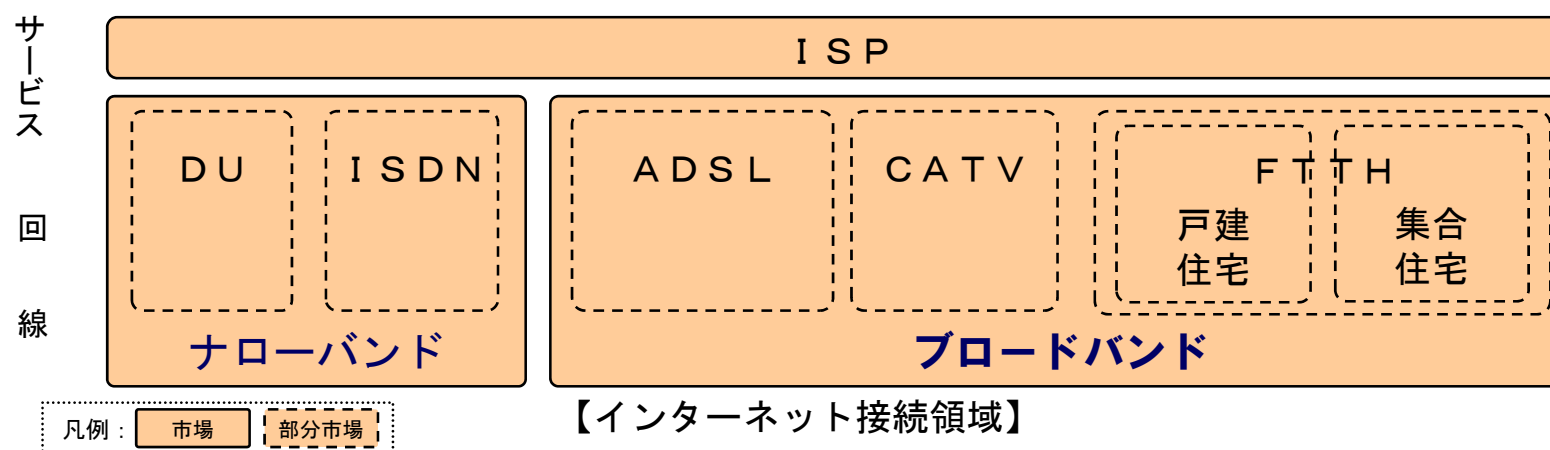 サービス
ＩＳＰ
ＤＵ
ＩＳＤＮ
ＡＤＳＬ
ＣＡＴＶ
ＦＴＴＨ
回線
戸建
住宅
集合
住宅
ナローバンド
ブロードバンド
【インターネット接続領域】
凡例：
市場
部分市場